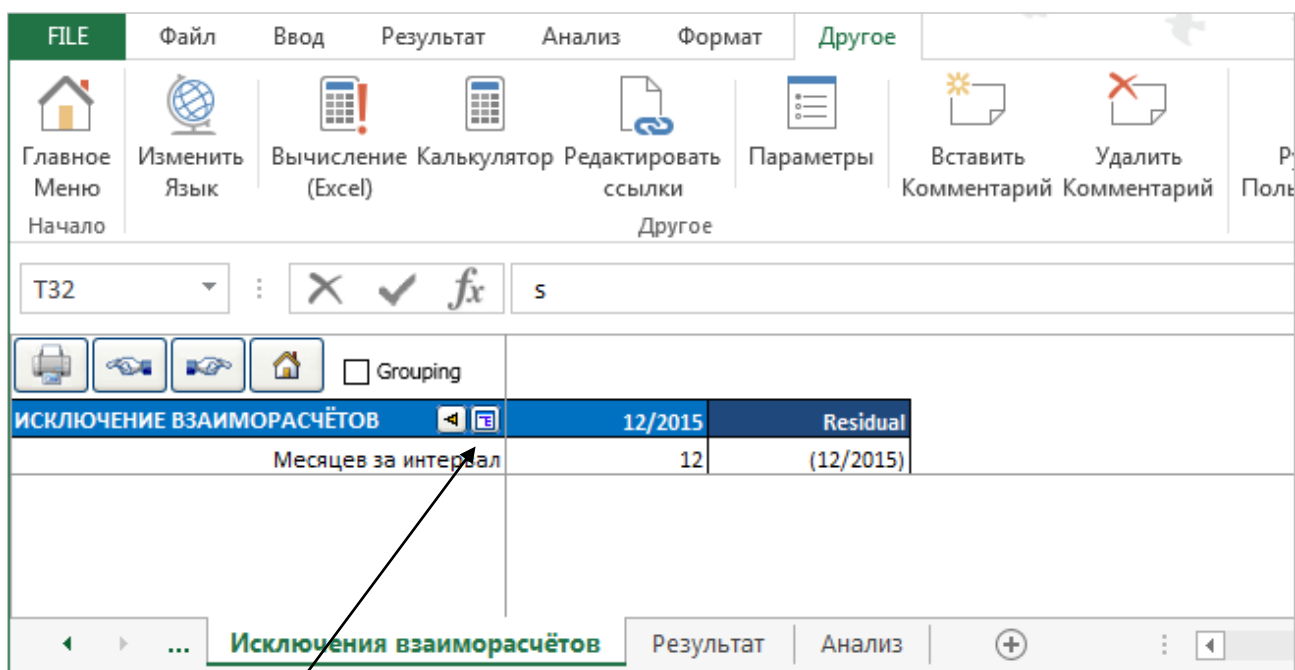 FILE Файл Ввод Результат Анализ Формат Другое
Главное Меню Изменить Язык Вычисление (Excel) Калькулятор Редактировать ссылки Параметры Вставить Комментарий Удалить Комментарий
Начало Другое
T32 fx s
Grouping
ИСКЛЮЧЕНИЕ ВЗАИМОРАСЧЁТОВ 12/2015 Residual
Месяцев за интервал 12 (12/2015)
... Исключения взаиморасчётов Результат Анализ